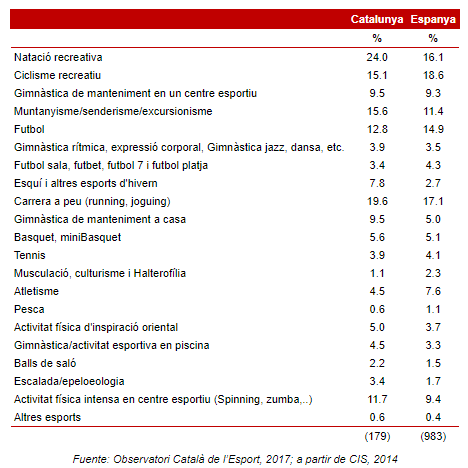 Catalunya Espanya
% %
Natació recreativa 24.0 16.1
Ciclisme recreatiu 15.1 18.6
Gimnàstica de manteniment en un centre esportiu 9.5 9.3
Muntanyisme/senderisme/excursionisme 15.6 11.4
Futbol 12.8 14.9
Gimnàstica rítmica, expressió corporal, Gimnàstica jazz, dansa, etc. 3.9 3.5
Futbol sala, futbet, futbol 7 i futbol platja 3.4 4.3
Esquí i altres esports d'hivern 7.8 2.7
Carrera a peu (running, joguing) 19.6 17.1
Gimnàstica de manteniment a casa 9.5 5.0
Basquet, miniBasquet 5.6 5.1
Tennis 3.9 4.1
Musculació, culturisme i Halterofília 1.1 2.3
Atletisme 4.5 7.6
Pesca 0.6 1.1
Activitat física d'inspiració oriental 5.0 3.7
Gimnàstica/activitat esportiva en piscina 4.5 3.3
Balls de saló 2.2 1.5
Escalada/epeloeologia 3.4 1.7
Activitat física intensa en centre esportiu (Spinning, zumba,..) 11.7 9.4
Altres esports 0.6 0.4
(179) (983)
Fuente: Observatori Català de l'Esport, 2017; a partir de CIS, 2014